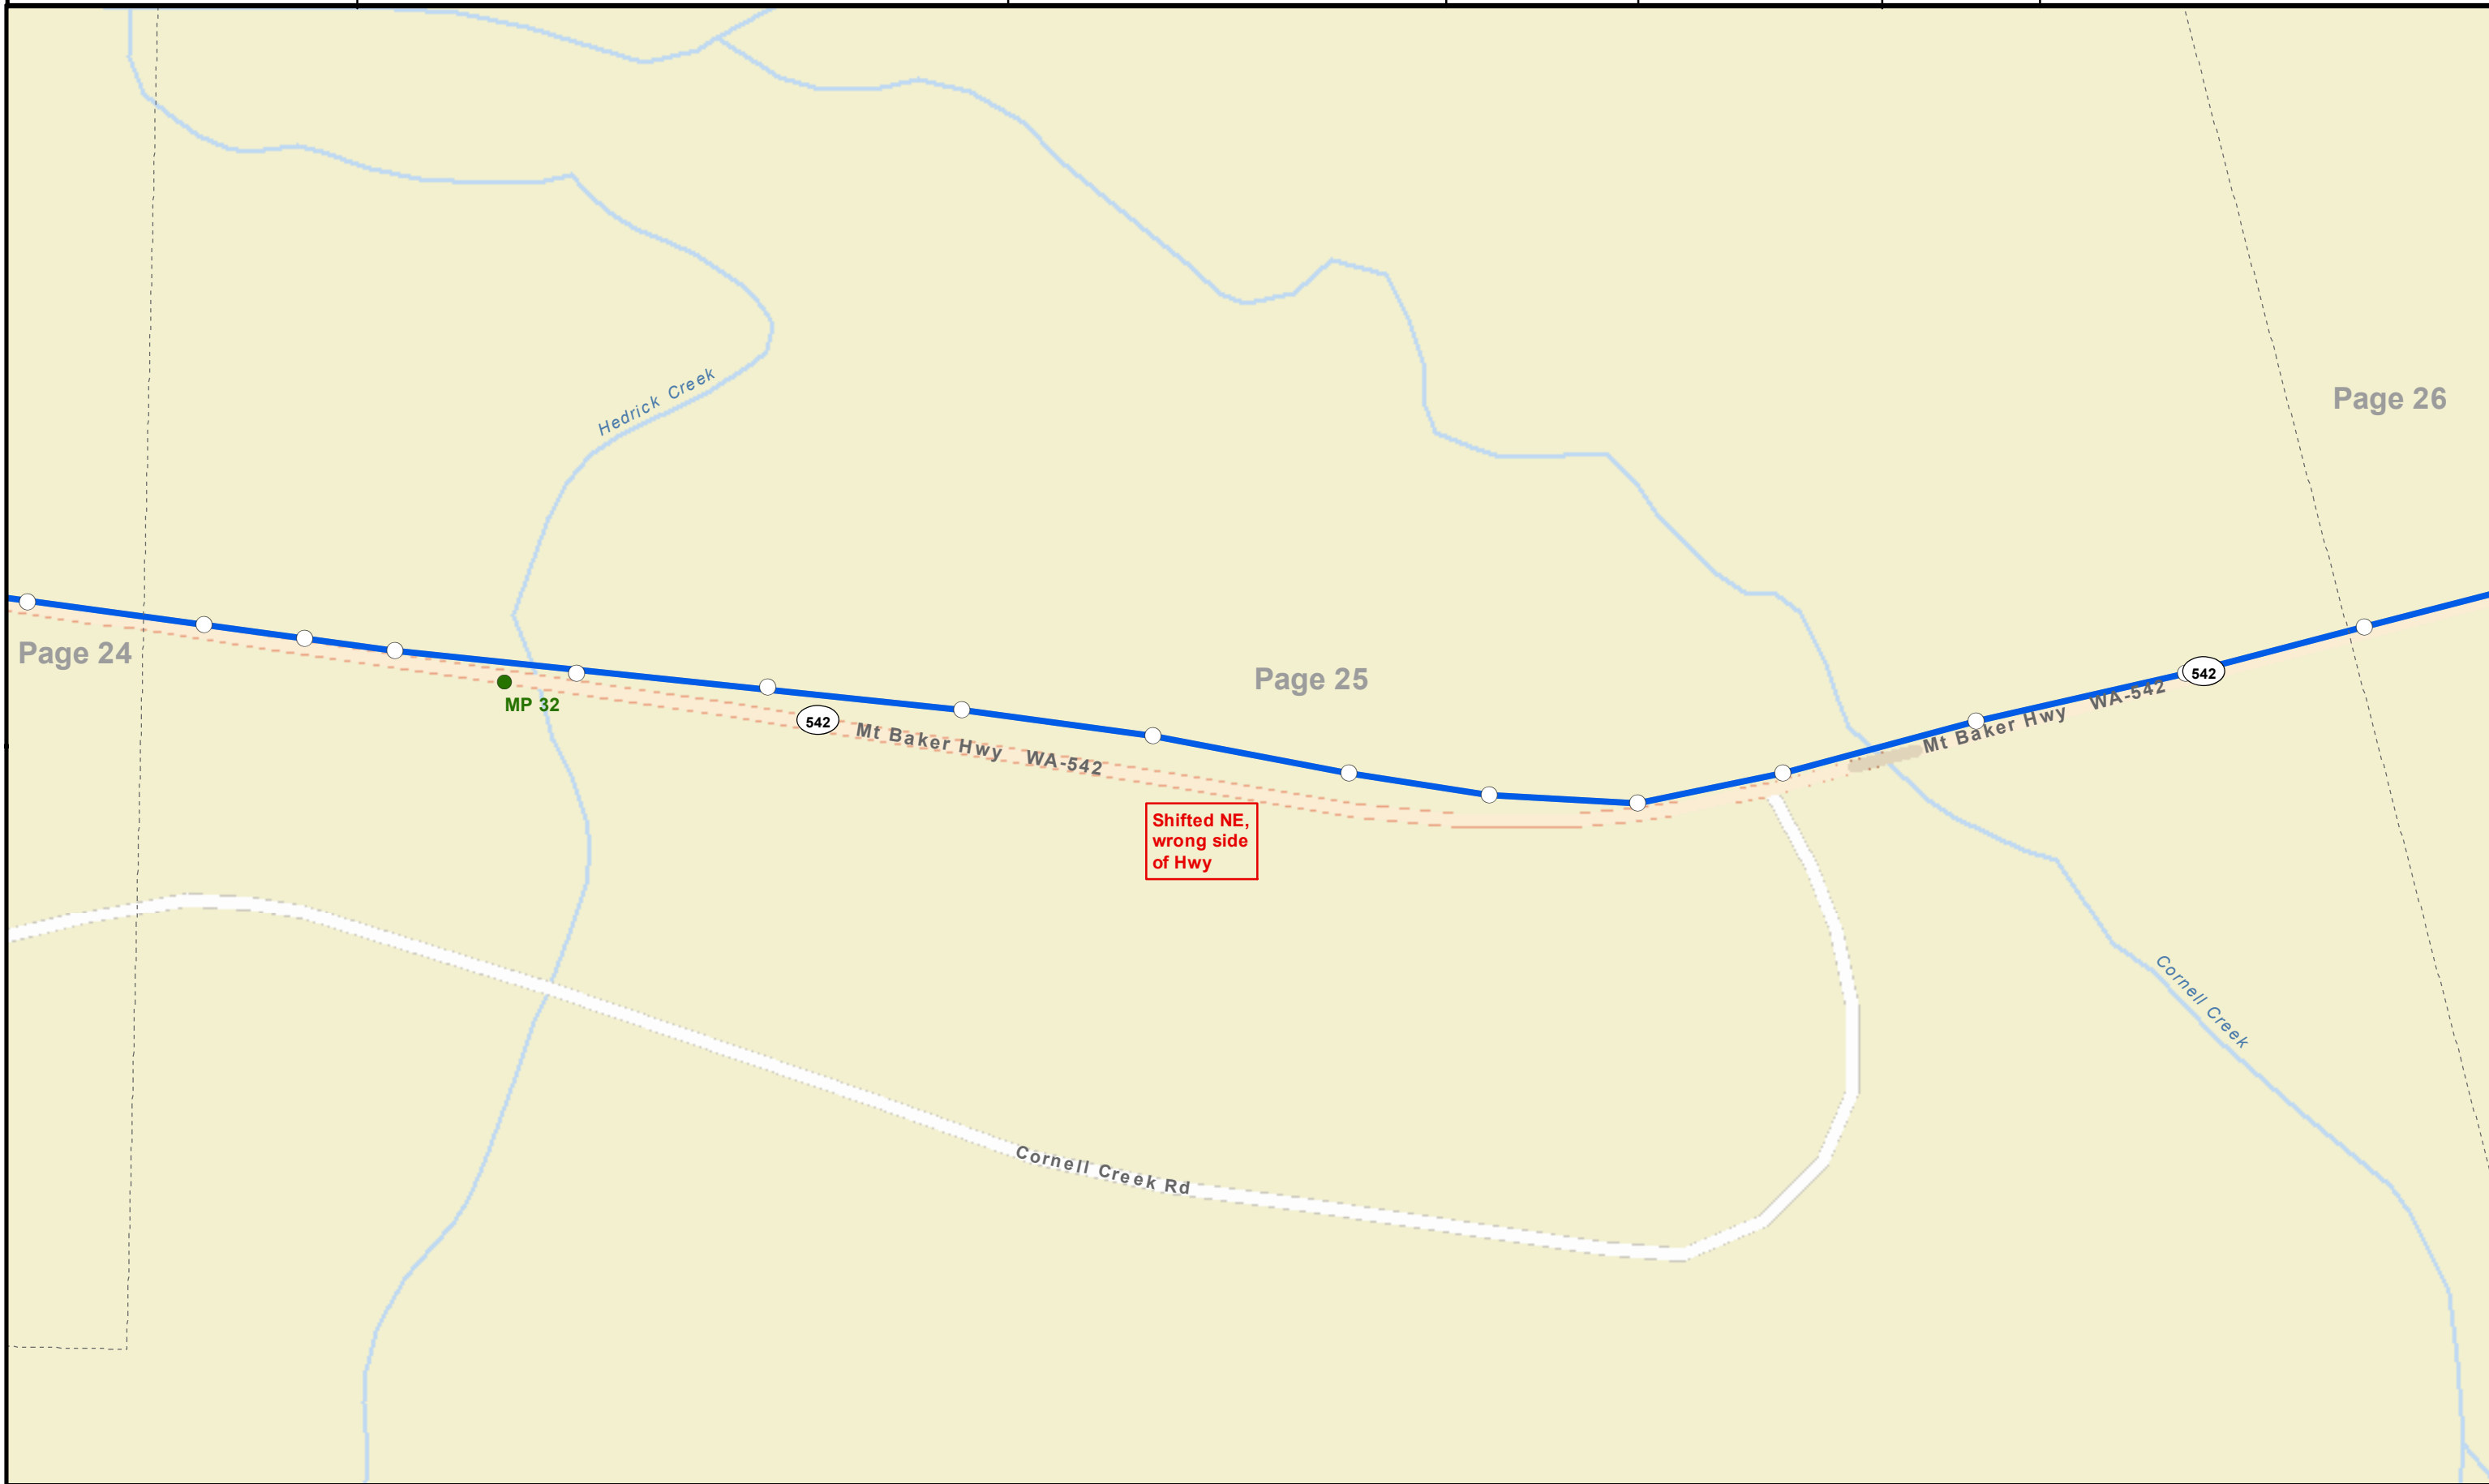 Hedrick Creek
Page 26
Page 24
Page 25
542
MP 32
542
Mt Baker Hwy WA-542
Mt Baker Hwy WA-542
Shifted NE,
wrong side
of Hwy
Cornell Creek
Cornell Creek Rd